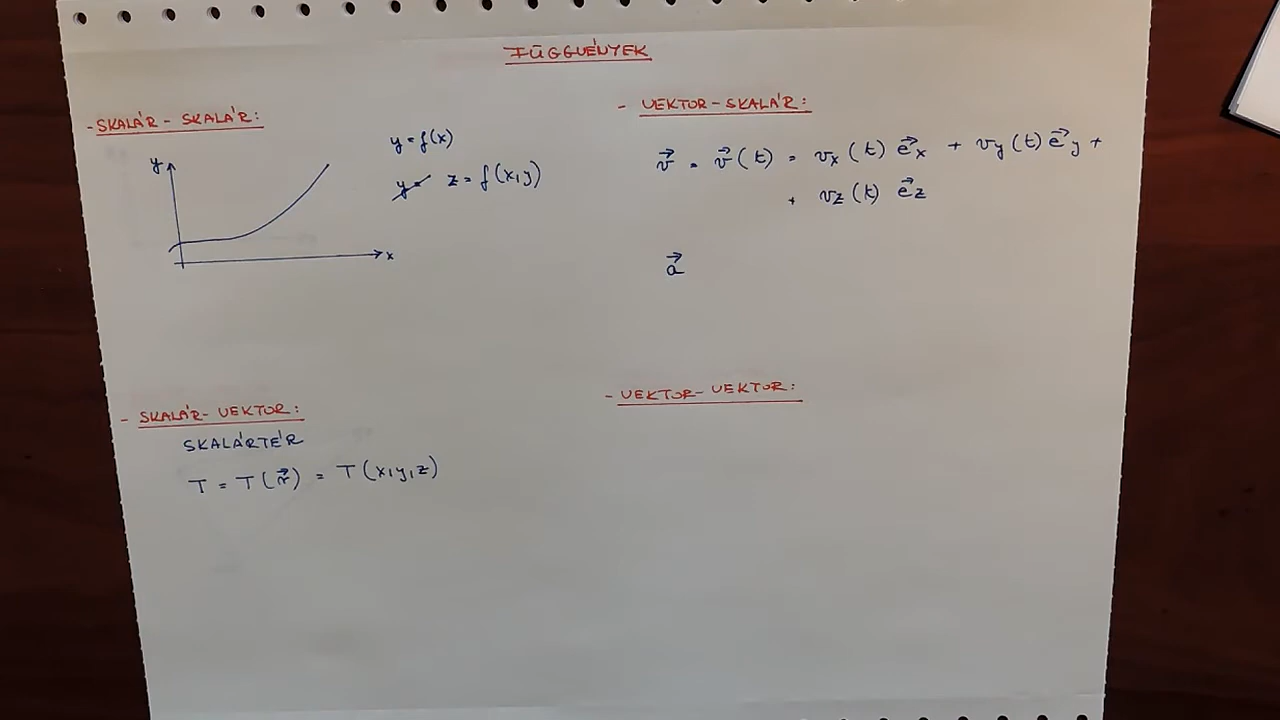 FÜGGVÉNYEK
- SKALÁR - SKALÁR:
y
x
y = f(x)
y = z = f(x,y)
- VEKTOR - SKALÁR:
v⃗ = v⃗(t) = vx(t) e⃗x + vy(t) e⃗y +
+ vz(t) e⃗z
a⃗
- SKALÁR - VEKTOR:
SKALÁRTÉR
T = T(r⃗) = T(x,y,z)
- VEKTOR - VEKTOR: